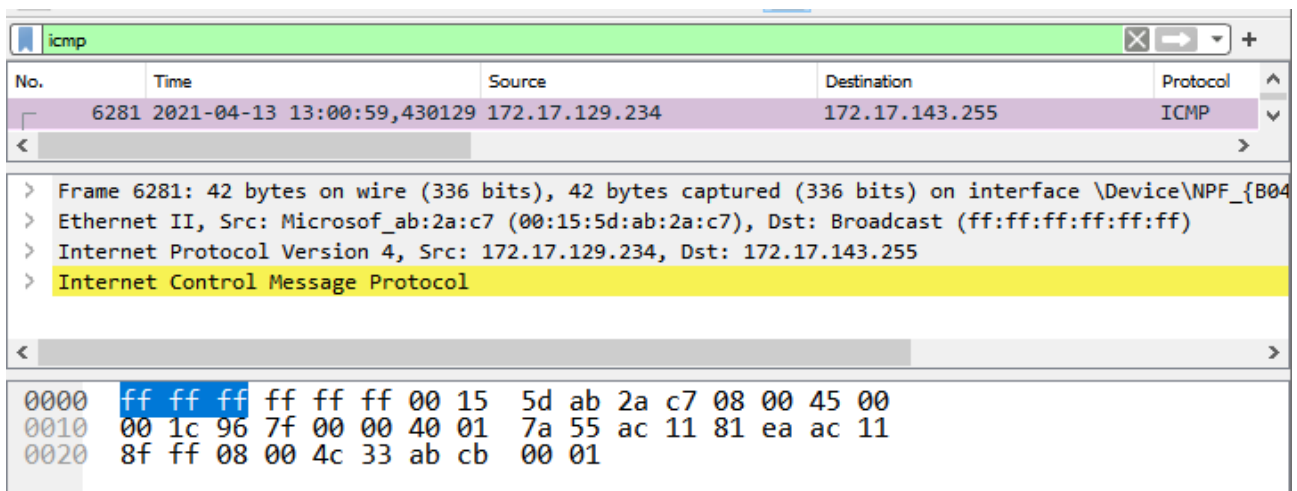 icmp
No. Time Source Destination Protocol
6281 2021-04-13 13:00:59,430129 172.17.129.234 172.17.143.255 ICMP
> Frame 6281: 42 bytes on wire (336 bits), 42 bytes captured (336 bits) on interface \Device\NPF_{B04
> Ethernet II, Src: Microsof_ab:2a:c7 (00:15:5d:ab:2a:c7), Dst: Broadcast (ff:ff:ff:ff:ff:ff)
> Internet Protocol Version 4, Src: 172.17.129.234, Dst: 172.17.143.255
> Internet Control Message Protocol
0000 ff ff ff ff ff ff 00 15 5d ab 2a c7 08 00 45 00
0010 00 1c 96 7f 00 00 40 01 7a 55 ac 11 81 ea ac 11
0020 8f ff 08 00 4c 33 ab cb 00 01